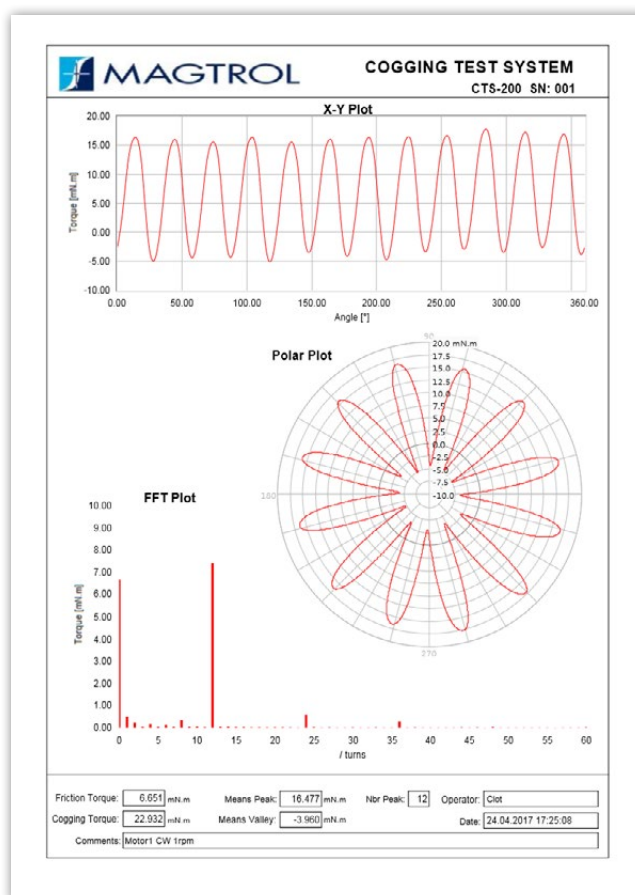 MAGTROL
COGGING TEST SYSTEM
CTS-200 SN: 001
X-Y Plot
20.00
15.00
10.00
5.00
0.00
-5.00
-10.00
Torque [mN.m]
0.00 50.00 100.00 150.00 200.00 250.00 300.00 360.00
Angle [°]
Polar Plot
90
20.0 mN.m
17.5
15.0
12.5
10.0
7.5
5.0
2.5
0.0
-2.5
-5.0
-7.5
-10.0
180
270
FFT Plot
10.00
9.00
8.00
7.00
6.00
5.00
4.00
3.00
2.00
1.00
0.00
Torque [mN.m]
0 5 10 15 20 25 30 35 40 45 50 55 60
/ turns
Friction Torque: 6.651 mN.m Means Peak: 16.477 mN.m Nbr Peak: 12 Operator: Clot
Cogging Torque: 22.932 mN.m Means Valley: -3.960 mN.m Date: 24.04.2017 17:25:08
Comments: Motor1 CW 1rpm